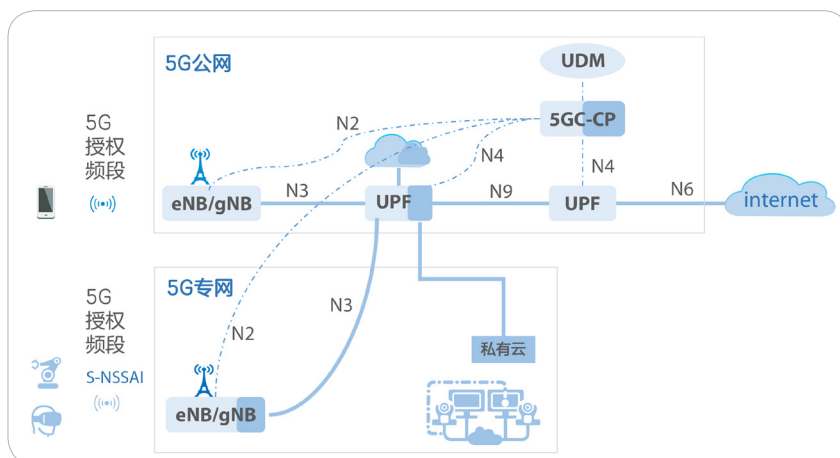 5G公网
UDM
5GC-CP
5G
授权
频段
N2
N4
N4
eNB/gNB
N3
UPF
N9
UPF
N6
internet
5G专网
5G
授权
频段
N3
N2
S-NSSAI
私有云
eNB/gNB